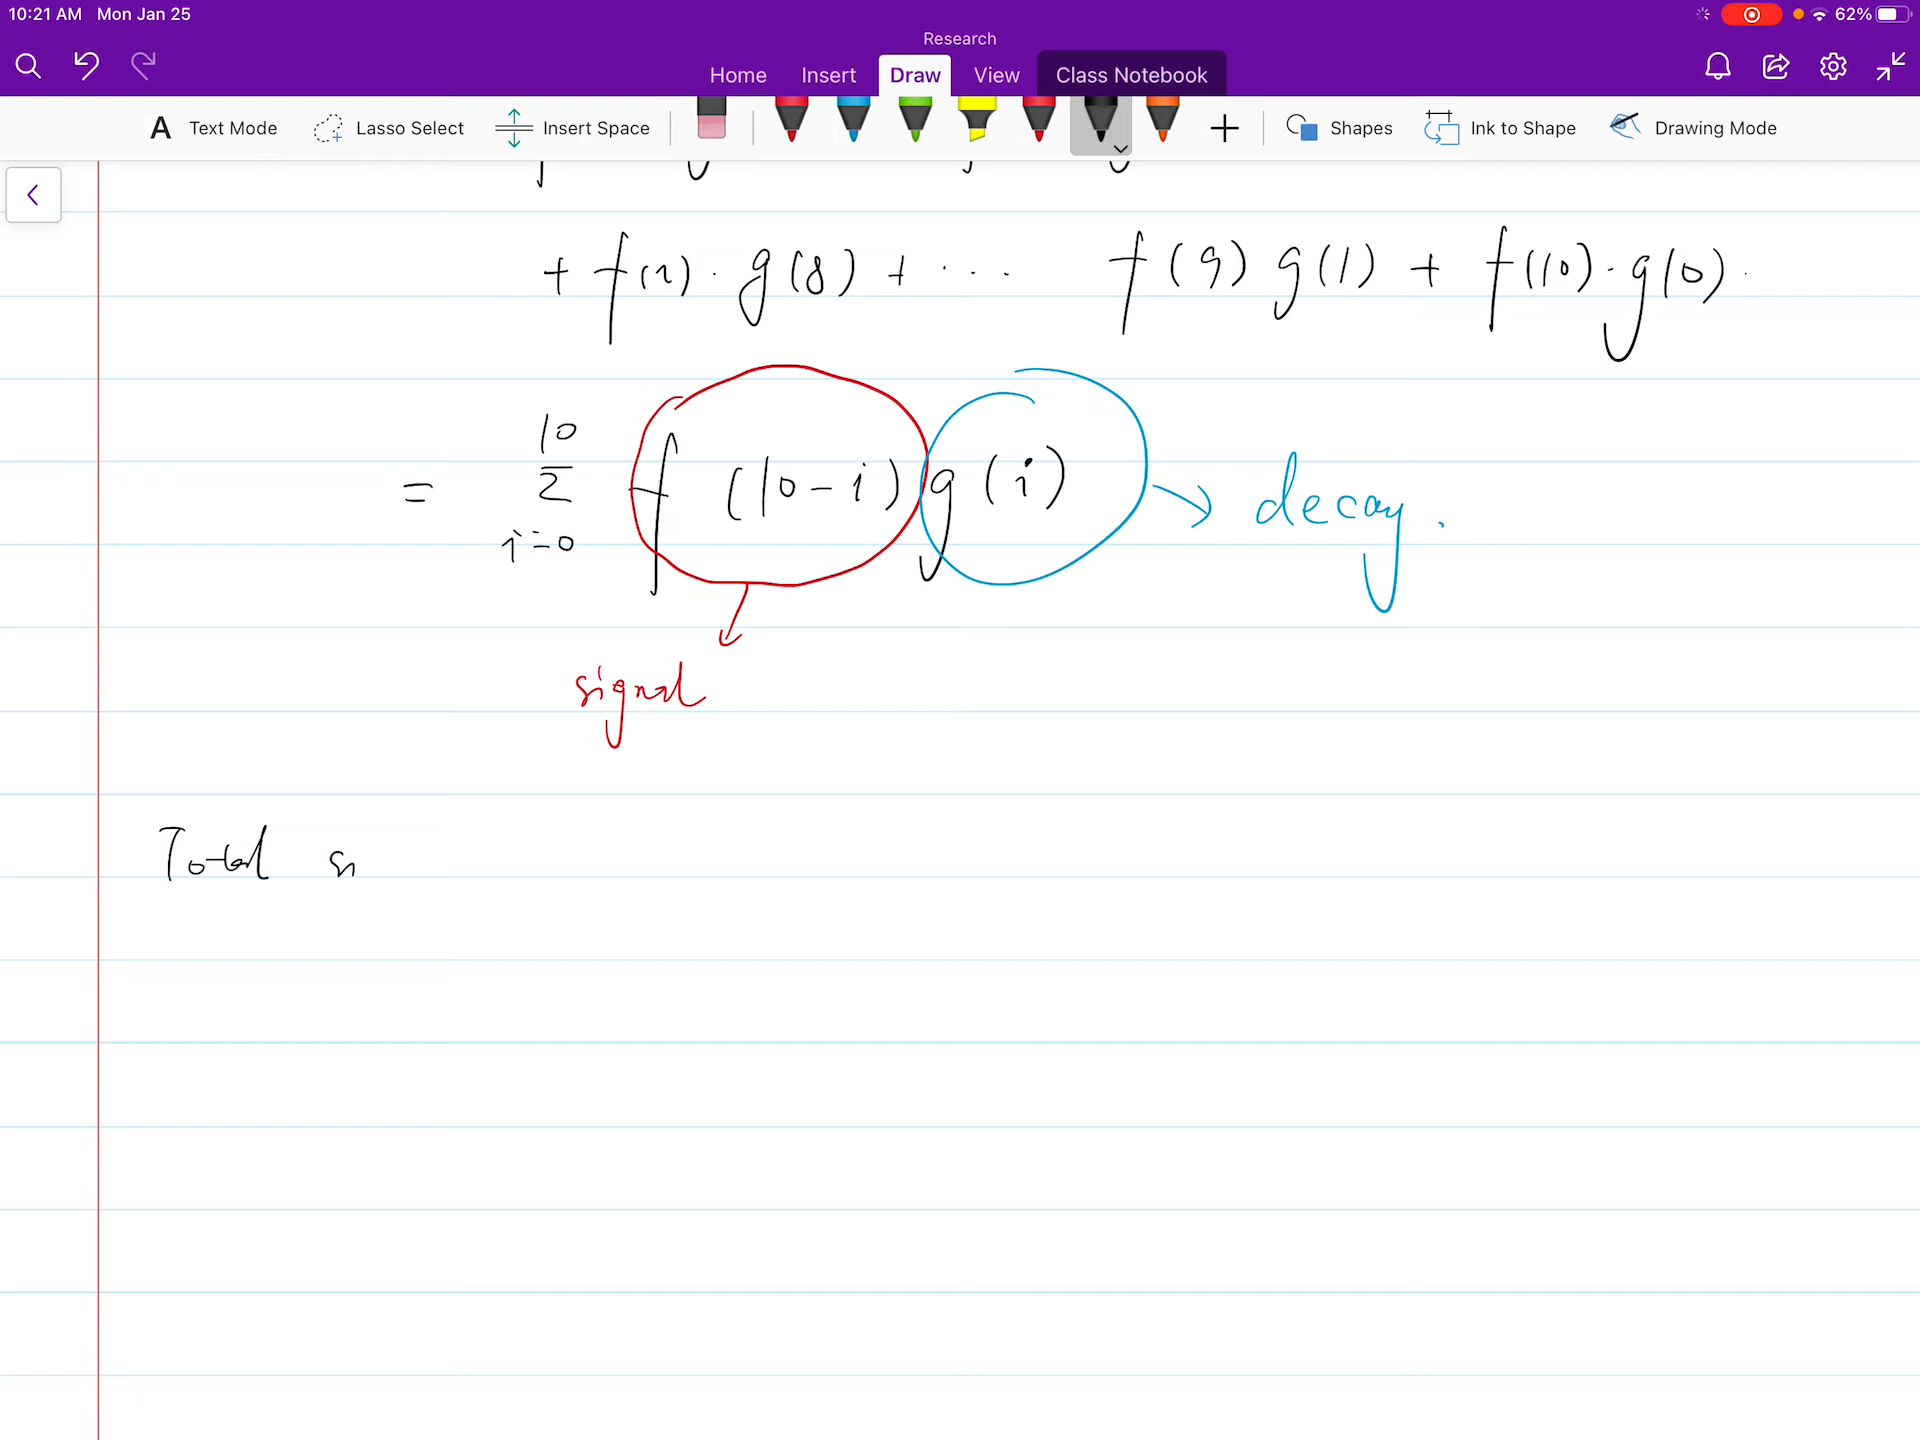 10:21 AM Mon Jan 25
62%
Research
Home Insert Draw View Class Notebook
A Text Mode Lasso Select Insert Space Shapes Ink to Shape Drawing Mode
+ f(2) · g(8) + ... f(9) g(1) + f(10) · g(0).
10
= Σ f (10-i) g(i) → decay.
i=0
signal
Total si